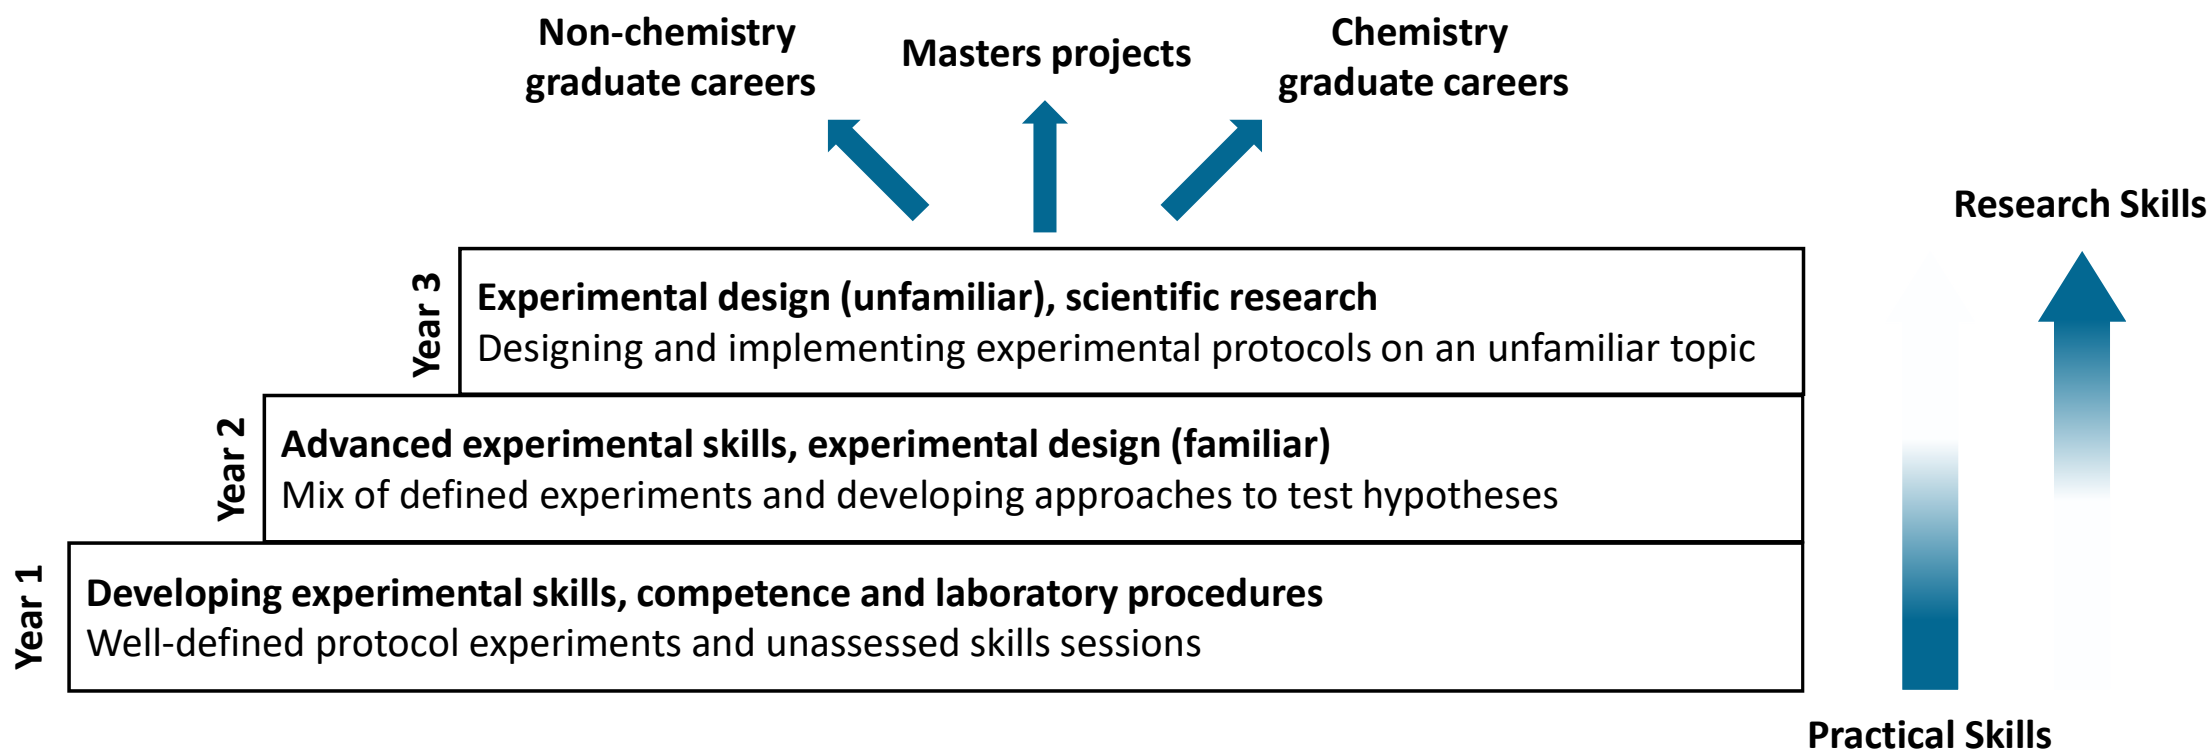 Non-chemistry
graduate careers
Masters projects
Chemistry
graduate careers
Research Skills
Year 3
Experimental design (unfamiliar), scientific research
Designing and implementing experimental protocols on an unfamiliar topic
Year 2
Advanced experimental skills, experimental design (familiar)
Mix of defined experiments and developing approaches to test hypotheses
Year 1
Developing experimental skills, competence and laboratory procedures
Well-defined protocol experiments and unassessed skills sessions
Practical Skills